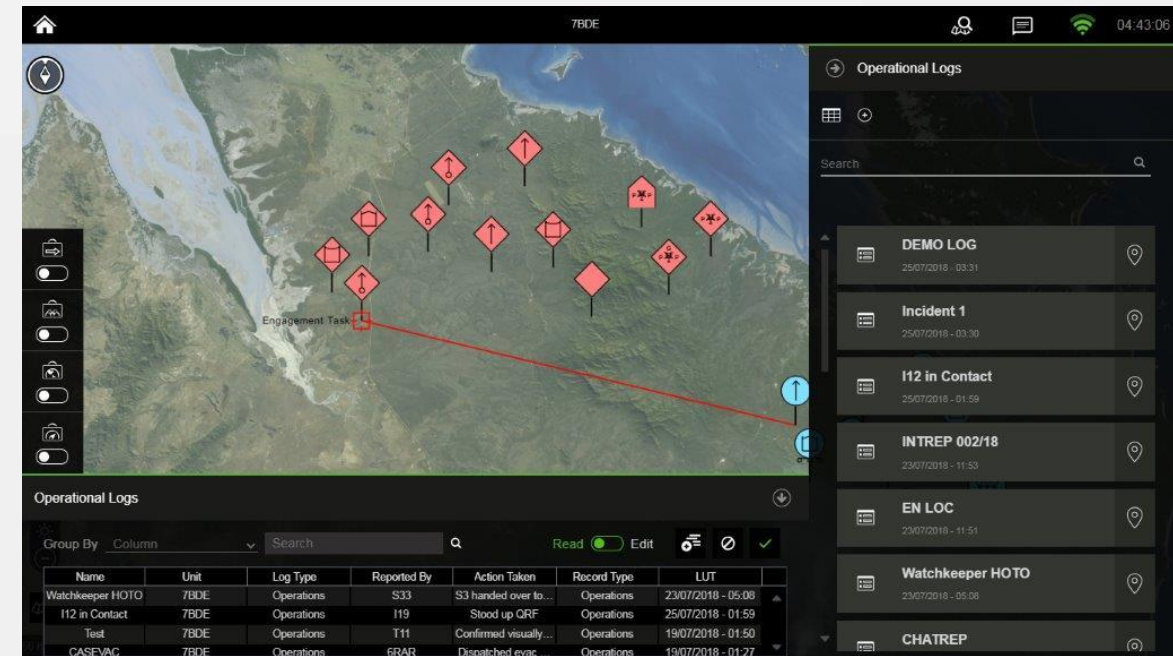 7BDE
04:43:06
Engagement Task
Operational Logs
Search
DEMO LOG
25/07/2018 - 03:31
Incident 1
25/07/2018 - 03:30
I12 in Contact
25/07/2018 - 01:59
INTREP 002/18
23/07/2018 - 11:53
EN LOC
23/07/2018 - 11:51
Watchkeeper HOTO
23/07/2018 - 05:08
CHATREP
Operational Logs
Group By Column Search Read Edit
Name Unit Log Type Reported By Action Taken Record Type LUT
Watchkeeper HOTO 7BDE Operations S33 S3 handed over to... Operations 23/07/2018 - 05:08
I12 in Contact 7BDE Operations I19 Stood up QRF Operations 25/07/2018 - 01:59
Test 7BDE Operations T11 Confirmed visually... Operations 19/07/2018 - 01:50
CASEVAC 7BDE Operations 6RAR Dispatched evac ... Operations 19/07/2018 - 01:27